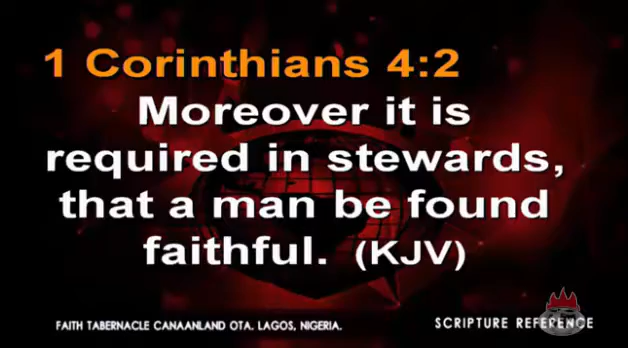 1 Corinthians 4:2
Moreover it is
required in stewards,
that a man be found
faithful. (KJV)
FAITH TABERNACLE CANAANLAND OTA. LAGOS, NIGERIA.
SCRIPTURE REFERENCE